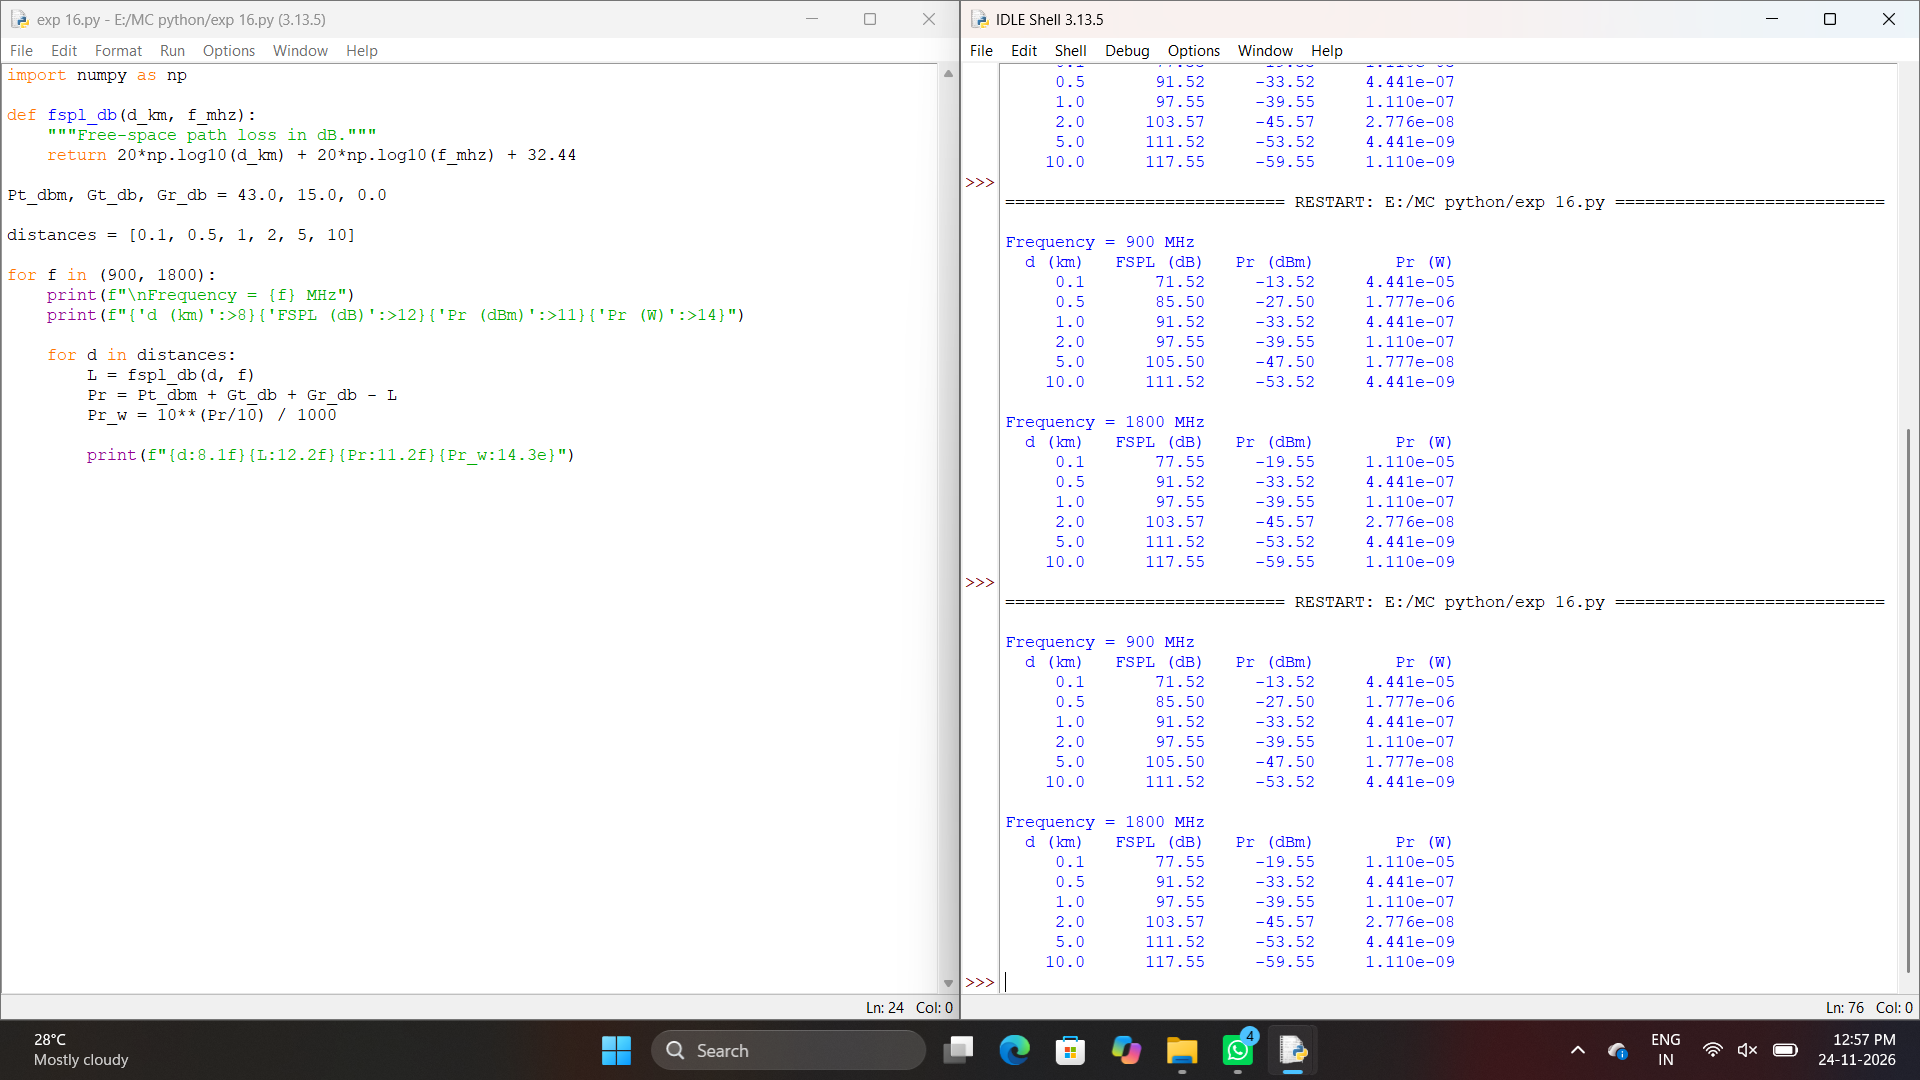 exp 16.py - E:/MC python/exp 16.py (3.13.5)
File Edit Format Run Options Window Help
import numpy as np
def fspl_db(d_km, f_mhz):
    """Free-space path loss in dB."""
    return 20*np.log10(d_km) + 20*np.log10(f_mhz) + 32.44
Pt_dbm, Gt_db, Gr_db = 43.0, 15.0, 0.0
distances = [0.1, 0.5, 1, 2, 5, 10]
for f in (900, 1800):
    print(f"\nFrequency = {f} MHz")
    print(f"{'d (km)':>8}{'FSPL (dB)':>12}{'Pr (dBm)':>11}{'Pr (W)':>14}")
    for d in distances:
        L = fspl_db(d, f)
        Pr = Pt_dbm + Gt_db + Gr_db - L
        Pr_w = 10**(Pr/10) / 1000
        print(f"{d:8.1f}{L:12.2f}{Pr:11.2f}{Pr_w:14.3e}")
Ln: 24 Col: 0
IDLE Shell 3.13.5
File Edit Shell Debug Options Window Help
0.5 91.52 -33.52 4.441e-07
1.0 97.55 -39.55 1.110e-07
2.0 103.57 -45.57 2.776e-08
5.0 111.52 -53.52 4.441e-09
10.0 117.55 -59.55 1.110e-09
>>>
============================ RESTART: E:/MC python/exp 16.py ===========================
Frequency = 900 MHz
d (km) FSPL (dB) Pr (dBm) Pr (W)
0.1 71.52 -13.52 4.441e-05
0.5 85.50 -27.50 1.777e-06
1.0 91.52 -33.52 4.441e-07
2.0 97.55 -39.55 1.110e-07
5.0 105.50 -47.50 1.777e-08
10.0 111.52 -53.52 4.441e-09
Frequency = 1800 MHz
d (km) FSPL (dB) Pr (dBm) Pr (W)
0.1 77.55 -19.55 1.110e-05
0.5 91.52 -33.52 4.441e-07
1.0 97.55 -39.55 1.110e-07
2.0 103.57 -45.57 2.776e-08
5.0 111.52 -53.52 4.441e-09
10.0 117.55 -59.55 1.110e-09
>>>
============================ RESTART: E:/MC python/exp 16.py ===========================
Frequency = 900 MHz
d (km) FSPL (dB) Pr (dBm) Pr (W)
0.1 71.52 -13.52 4.441e-05
0.5 85.50 -27.50 1.777e-06
1.0 91.52 -33.52 4.441e-07
2.0 97.55 -39.55 1.110e-07
5.0 105.50 -47.50 1.777e-08
10.0 111.52 -53.52 4.441e-09
Frequency = 1800 MHz
d (km) FSPL (dB) Pr (dBm) Pr (W)
0.1 77.55 -19.55 1.110e-05
0.5 91.52 -33.52 4.441e-07
1.0 97.55 -39.55 1.110e-07
2.0 103.57 -45.57 2.776e-08
5.0 111.52 -53.52 4.441e-09
10.0 117.55 -59.55 1.110e-09
>>>
Ln: 76 Col: 0
28°C
Mostly cloudy
Search
4
ENG
IN
12:57 PM
24-11-2026